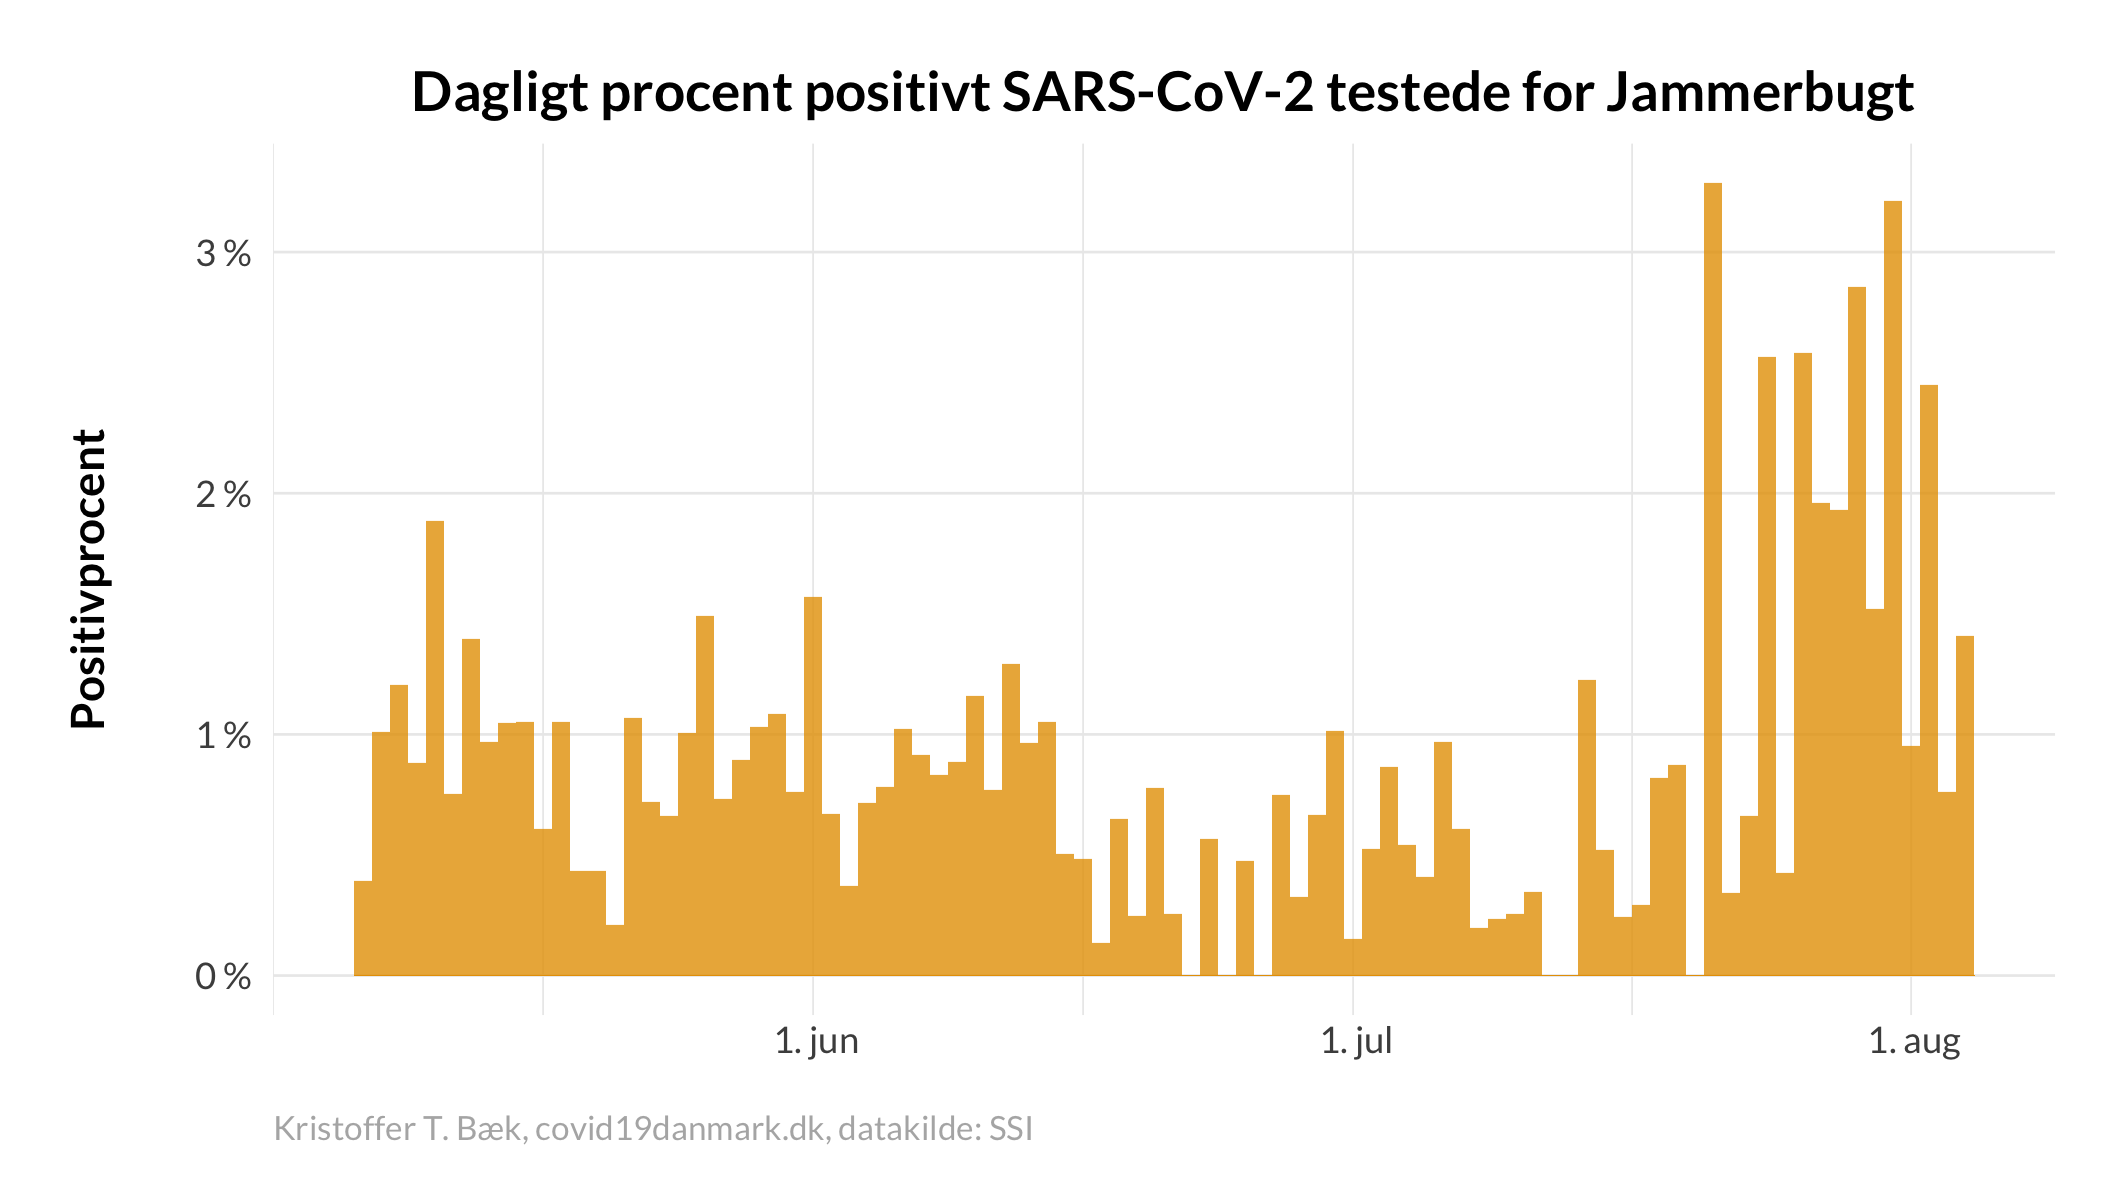 Dagligt procent positivt SARS-CoV-2 testede for Jammerbugt
Positivprocent
3 %
2 %
1 %
0 %
1. jun
1. jul
1. aug
Kristoffer T. Bæk, covid19danmark.dk, datakilde: SSI